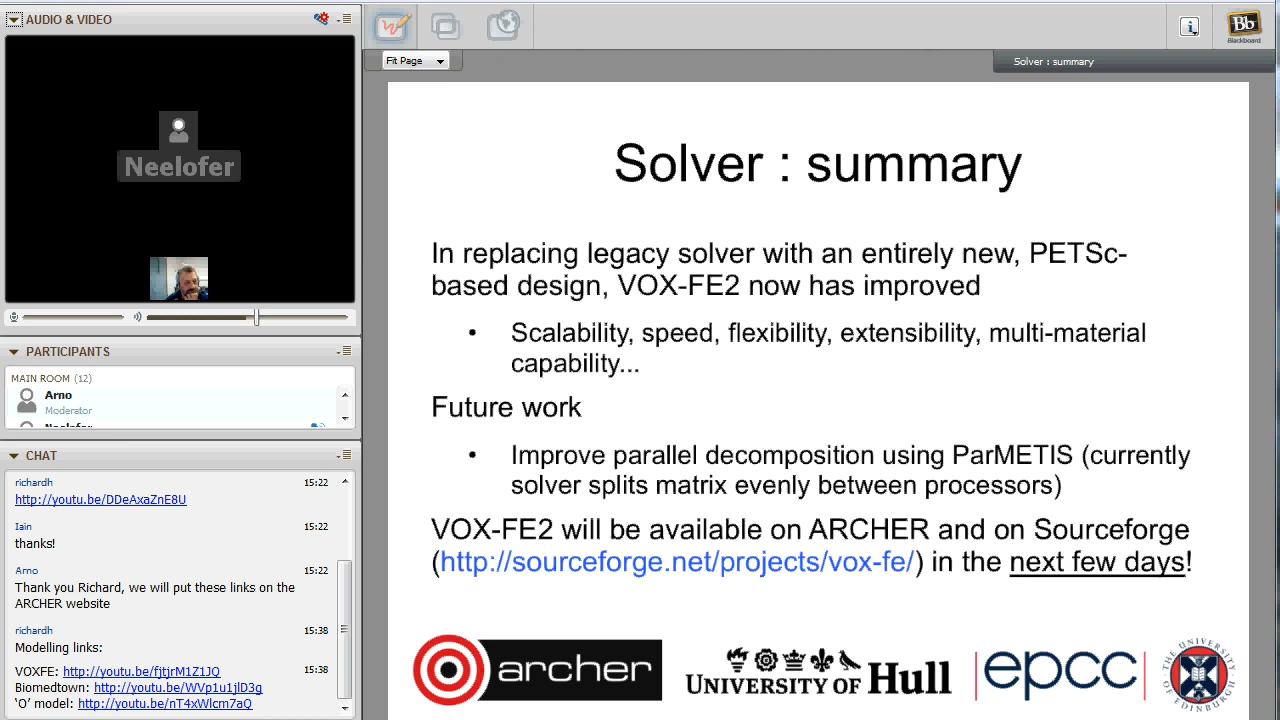 AUDIO & VIDEO
Neelofer
PARTICIPANTS
MAIN ROOM (12)
Arno
Moderator
Neelofer
CHAT
richardh 15:22
http://youtu.be/DDeAxaZnE8U
Iain 15:22
thanks!
Arno 15:22
Thank you Richard, we will put these links on the
ARCHER website
richardh 15:38
Modelling links:
VOXFE: http://youtu.be/fjtjrM1Z1JQ 15:38
Biomedtown: http://youtu.be/WVp1u1jlD3g
'O' model: http://youtu.be/nT4xWlcm7aQ
Fit Page
Bb
Blackboard
Solver : summary
Solver : summary
In replacing legacy solver with an entirely new, PETSc-
based design, VOX-FE2 now has improved
• Scalability, speed, flexibility, extensibility, multi-material
capability...
Future work
• Improve parallel decomposition using ParMETIS (currently
solver splits matrix evenly between processors)
VOX-FE2 will be available on ARCHER and on Sourceforge
(http://sourceforge.net/projects/vox-fe/) in the next few days!
archer
UNIVERSITY OF Hull
epcc
THE UNIVERSITY OF EDINBURGH